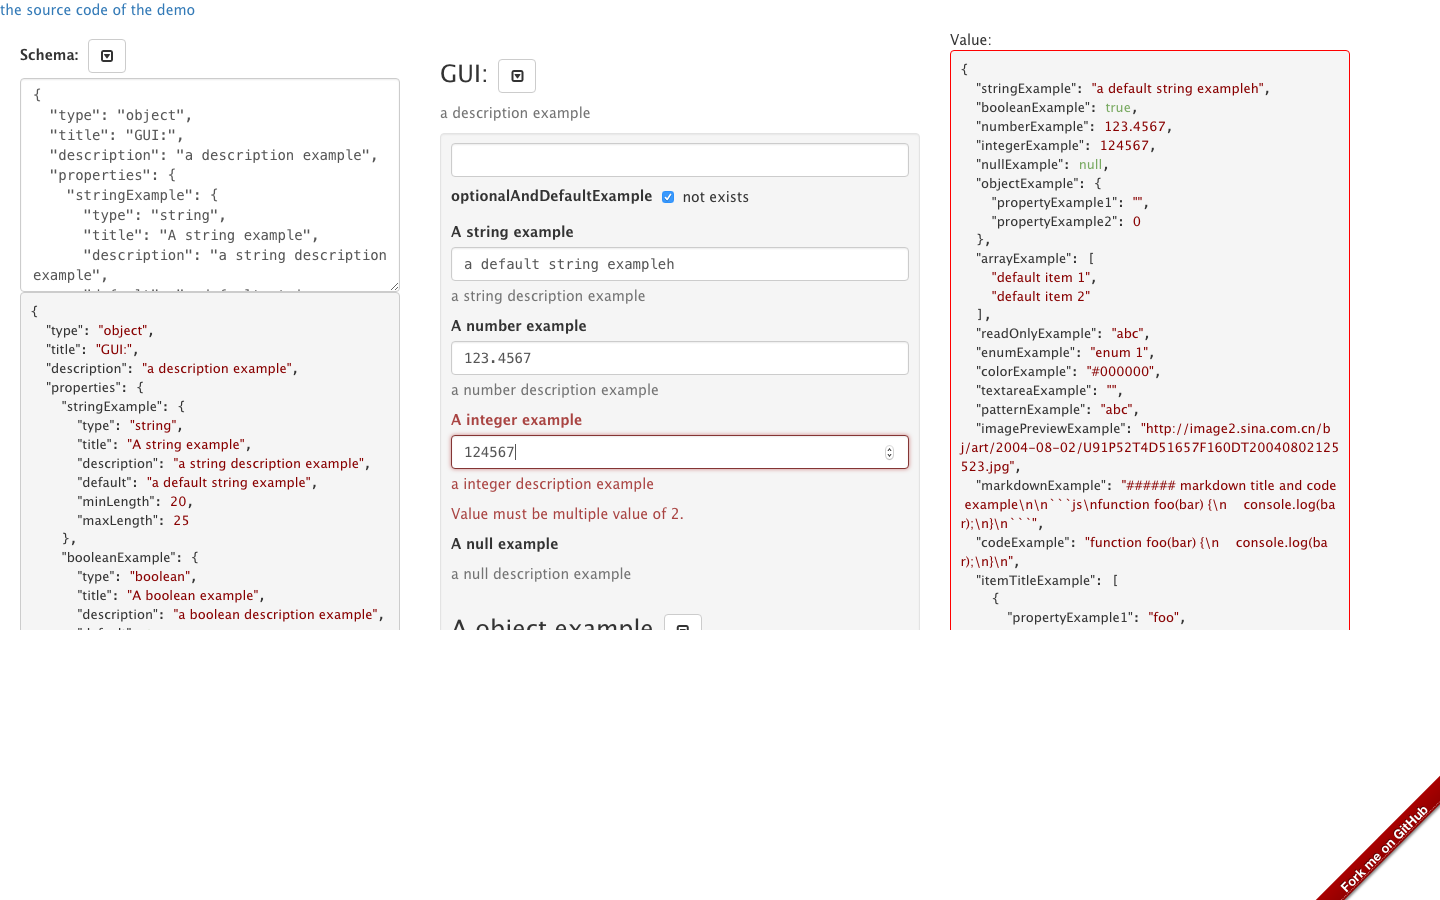 the source code of the demo
Schema:
{
  "type": "object",
  "title": "GUI:",
  "description": "a description example",
  "properties": {
    "stringExample": {
      "type": "string",
      "title": "A string example",
      "description": "a string description
example",
{
  "type": "object",
  "title": "GUI:",
  "description": "a description example",
  "properties": {
    "stringExample": {
      "type": "string",
      "title": "A string example",
      "description": "a string description example",
      "default": "a default string example",
      "minLength": 20,
      "maxLength": 25
    },
    "booleanExample": {
      "type": "boolean",
      "title": "A boolean example",
      "description": "a boolean description example",
GUI:
a description example
optionalAndDefaultExample not exists
A string example
a default string exampleh
a string description example
A number example
123.4567
a number description example
A integer example
124567
a integer description example
Value must be multiple value of 2.
A null example
a null description example
A object example
Value:
{
  "stringExample": "a default string exampleh",
  "booleanExample": true,
  "numberExample": 123.4567,
  "integerExample": 124567,
  "nullExample": null,
  "objectExample": {
    "propertyExample1": "",
    "propertyExample2": 0
  },
  "arrayExample": [
    "default item 1",
    "default item 2"
  ],
  "readOnlyExample": "abc",
  "enumExample": "enum 1",
  "colorExample": "#000000",
  "textareaExample": "",
  "patternExample": "abc",
  "imagePreviewExample": "http://image2.sina.com.cn/b
j/art/2004-08-02/U91P52T4D51657F160DT20040802125
523.jpg",
  "markdownExample": "###### markdown title and code
 example\n\n```js\nfunction foo(bar) {\n    console.log(ba
r);\n}\n```",
  "codeExample": "function foo(bar) {\n    console.log(ba
r);\n}\n",
  "itemTitleExample": [
    {
      "propertyExample1": "foo",
Fork me on GitHub